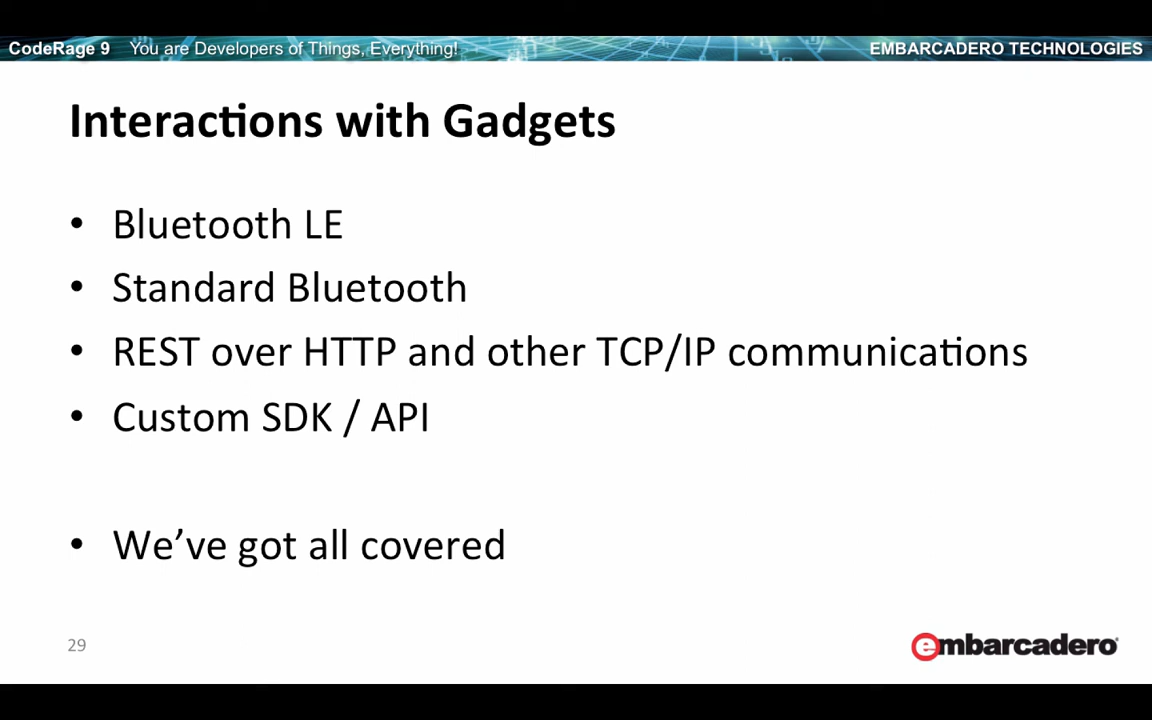 CodeRage 9 You are Developers of Things, Everything! EMBARCADERO TECHNOLOGIES
Interactions with Gadgets
• Bluetooth LE
• Standard Bluetooth
• REST over HTTP and other TCP/IP communications
• Custom SDK / API
• We’ve got all covered
29 embarcadero